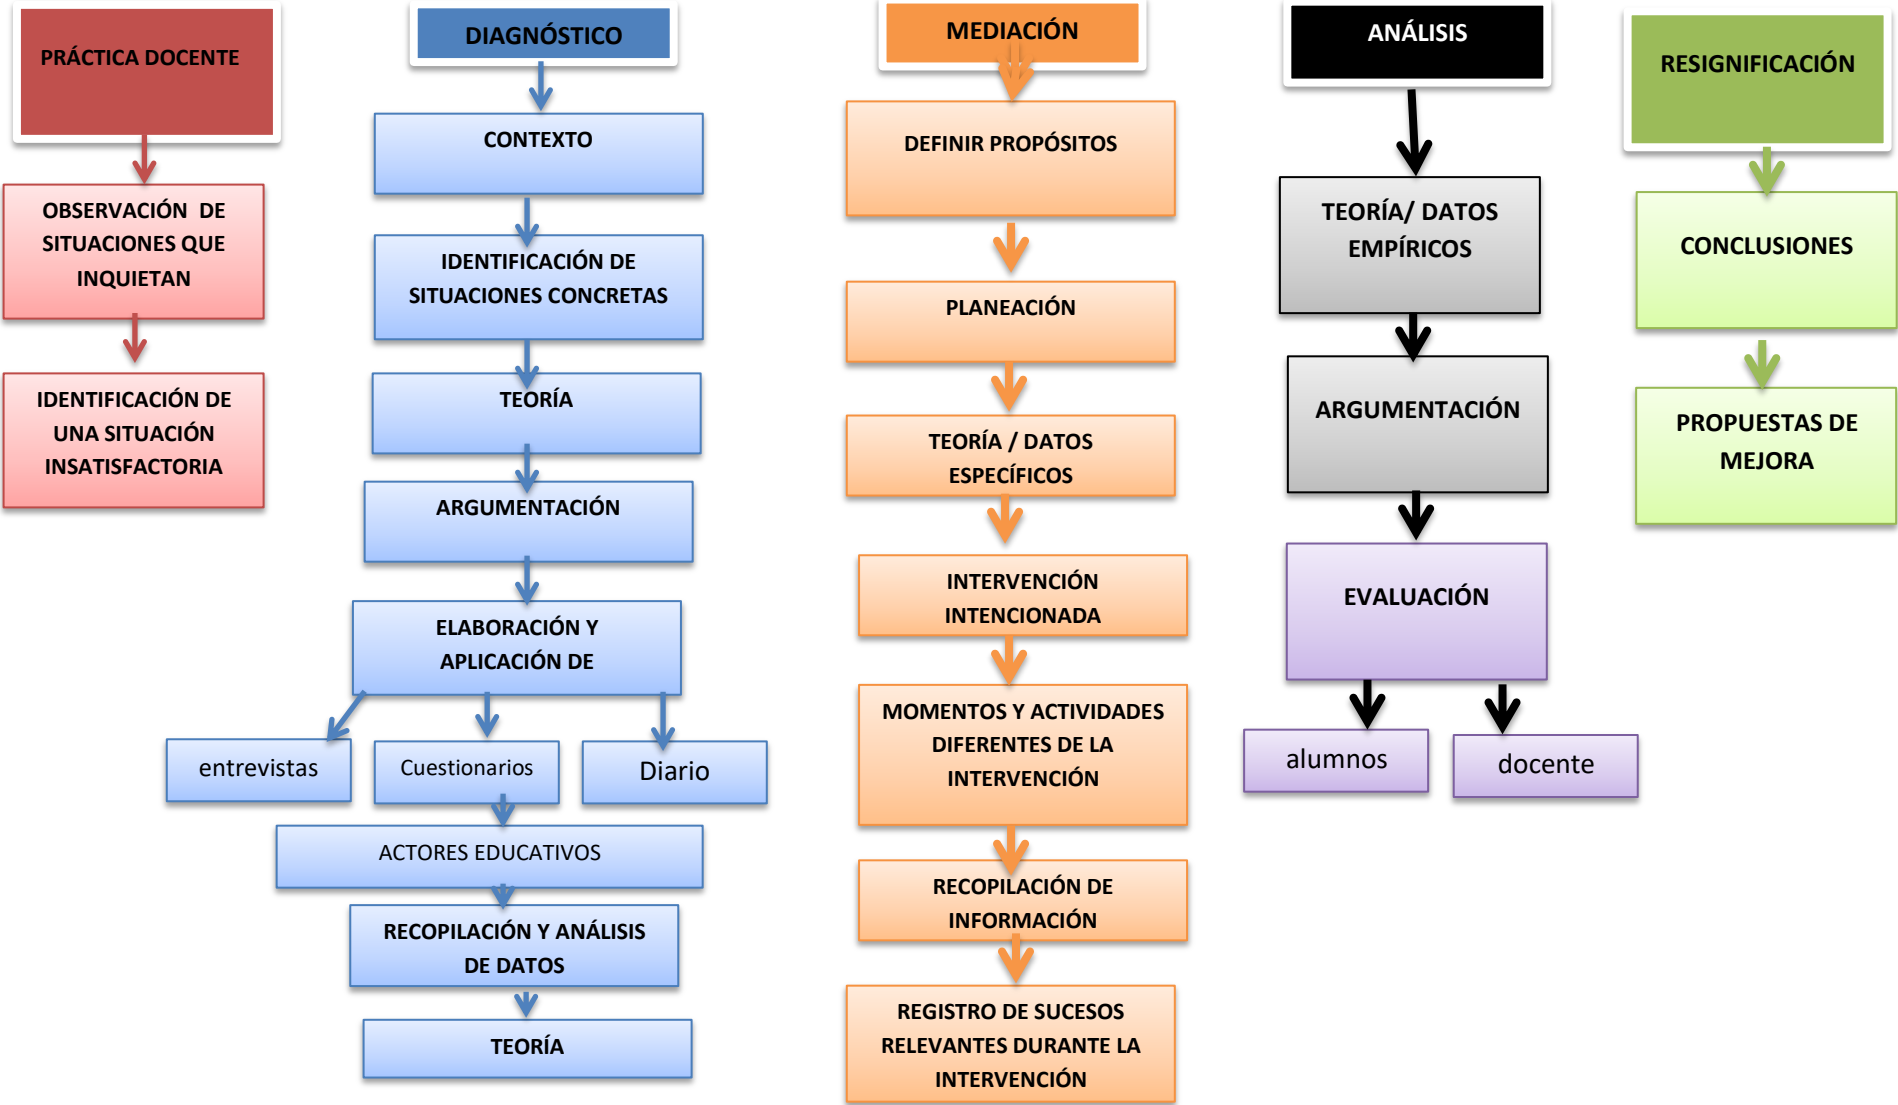 PRÁCTICA DOCENTE
OBSERVACIÓN DE
SITUACIONES QUE
INQUIETAN
IDENTIFICACIÓN DE
UNA SITUACIÓN
INSATISFACTORIA
DIAGNÓSTICO
CONTEXTO
IDENTIFICACIÓN DE
SITUACIONES CONCRETAS
TEORÍA
ARGUMENTACIÓN
ELABORACIÓN Y
APLICACIÓN DE
entrevistas
Cuestionarios
Diario
ACTORES EDUCATIVOS
RECOPILACIÓN Y ANÁLISIS
DE DATOS
TEORÍA
MEDIACIÓN
DEFINIR PROPÓSITOS
PLANEACIÓN
TEORÍA / DATOS
ESPECÍFICOS
INTERVENCIÓN
INTENCIONADA
MOMENTOS Y ACTIVIDADES
DIFERENTES DE LA
INTERVENCIÓN
RECOPILACIÓN DE
INFORMACIÓN
REGISTRO DE SUCESOS
RELEVANTES DURANTE LA
INTERVENCIÓN
ANÁLISIS
TEORÍA/ DATOS
EMPÍRICOS
ARGUMENTACIÓN
EVALUACIÓN
alumnos
docente
RESIGNIFICACIÓN
CONCLUSIONES
PROPUESTAS DE
MEJORA